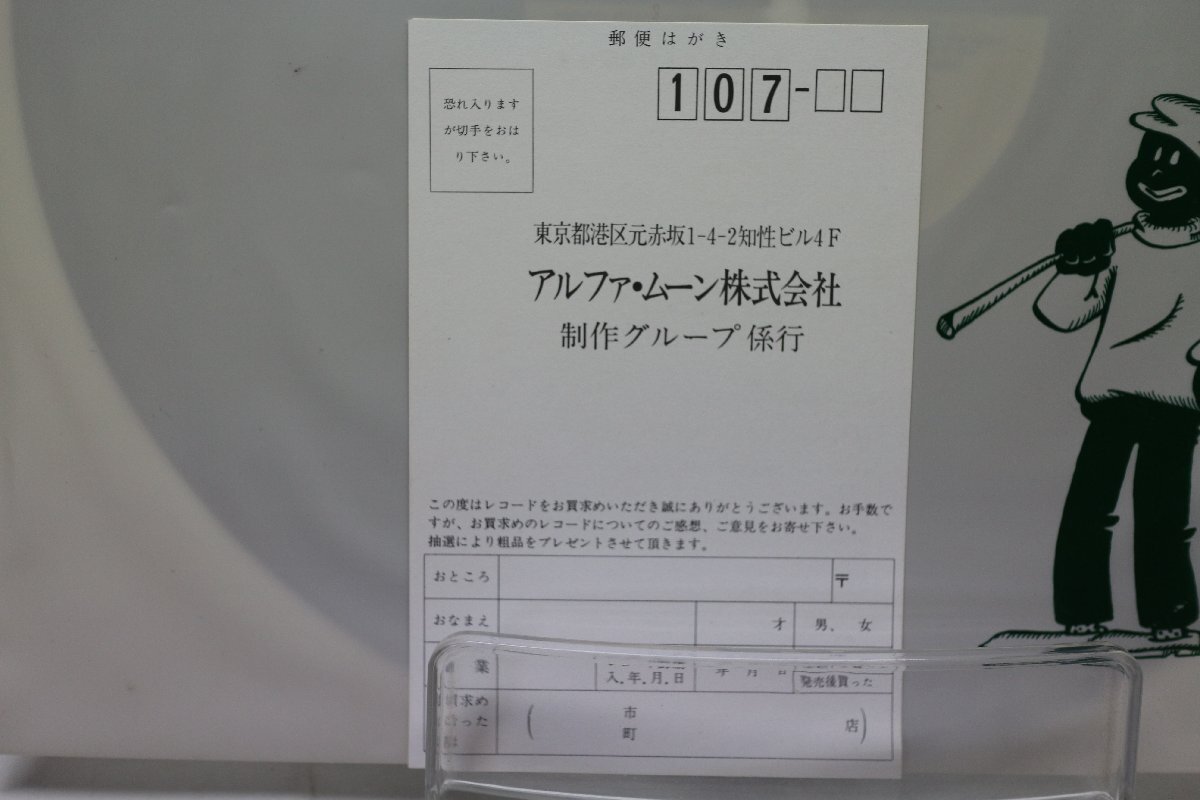 郵便はがき
恐れ入ります
が切手をおは
り下さい。
107-
東京都港区元赤坂1-4-2知性ビル4F
アルファ・ムーン株式会社
制作グループ係行
この度はレコードをお買求めいただき誠にありがとうございます。お手数で
すが、お買求めのレコードについてのご感想、ご意見をお寄せ下さい。
抽選により粗品をプレゼントさせて頂きます。
おところ 〒
おなまえ 才 男、女
業 入.年.月.日 年 月 日 発売後買った
求め
った
( 市 町 店)